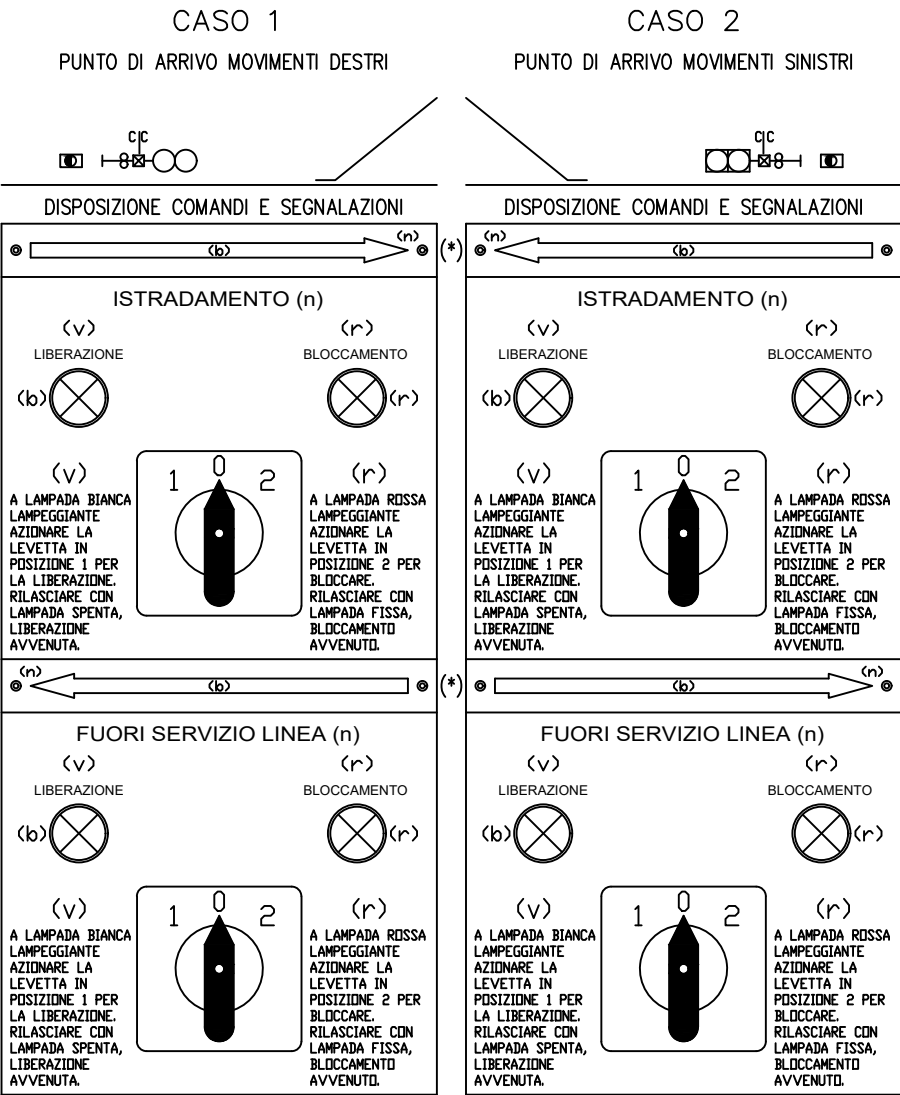 CASO 1
PUNTO DI ARRIVO MOVIMENTI DESTRI
C|C
DISPOSIZIONE COMANDI E SEGNALAZIONI
(b)
(n)
(*)
ISTRADAMENTO (n)
(v)
LIBERAZIONE
(b)
(r)
BLOCCAMENTO
(r)
(v)
A LAMPADA BIANCA
LAMPEGGIANTE
AZIONARE LA
LEVETTA IN
POSIZIONE 1 PER
LA LIBERAZIONE.
RILASCIARE CON
LAMPADA SPENTA,
LIBERAZIONE
AVVENUTA.
1 0 2
(r)
A LAMPADA ROSSA
LAMPEGGIANTE
AZIONARE LA
LEVETTA IN
POSIZIONE 2 PER
BLOCCARE.
RILASCIARE CON
LAMPADA FISSA,
BLOCCAMENTO
AVVENUTO.
(n)
(b)
(*)
FUORI SERVIZIO LINEA (n)
(v)
LIBERAZIONE
(b)
(r)
BLOCCAMENTO
(r)
(v)
A LAMPADA BIANCA
LAMPEGGIANTE
AZIONARE LA
LEVETTA IN
POSIZIONE 1 PER
LA LIBERAZIONE.
RILASCIARE CON
LAMPADA SPENTA,
LIBERAZIONE
AVVENUTA.
1 0 2
(r)
A LAMPADA ROSSA
LAMPEGGIANTE
AZIONARE LA
LEVETTA IN
POSIZIONE 2 PER
BLOCCARE.
RILASCIARE CON
LAMPADA FISSA,
BLOCCAMENTO
AVVENUTO.
CASO 2
PUNTO DI ARRIVO MOVIMENTI SINISTRI
C|C
DISPOSIZIONE COMANDI E SEGNALAZIONI
(n)
(b)
ISTRADAMENTO (n)
(v)
LIBERAZIONE
(b)
(r)
BLOCCAMENTO
(r)
(v)
A LAMPADA BIANCA
LAMPEGGIANTE
AZIONARE LA
LEVETTA IN
POSIZIONE 1 PER
LA LIBERAZIONE.
RILASCIARE CON
LAMPADA SPENTA,
LIBERAZIONE
AVVENUTA.
1 0 2
(r)
A LAMPADA ROSSA
LAMPEGGIANTE
AZIONARE LA
LEVETTA IN
POSIZIONE 2 PER
BLOCCARE.
RILASCIARE CON
LAMPADA FISSA,
BLOCCAMENTO
AVVENUTO.
(b)
(n)
FUORI SERVIZIO LINEA (n)
(v)
LIBERAZIONE
(b)
(r)
BLOCCAMENTO
(r)
(v)
A LAMPADA BIANCA
LAMPEGGIANTE
AZIONARE LA
LEVETTA IN
POSIZIONE 1 PER
LA LIBERAZIONE.
RILASCIARE CON
LAMPADA SPENTA,
LIBERAZIONE
AVVENUTA.
1 0 2
(r)
A LAMPADA ROSSA
LAMPEGGIANTE
AZIONARE LA
LEVETTA IN
POSIZIONE 2 PER
BLOCCARE.
RILASCIARE CON
LAMPADA FISSA,
BLOCCAMENTO
AVVENUTO.